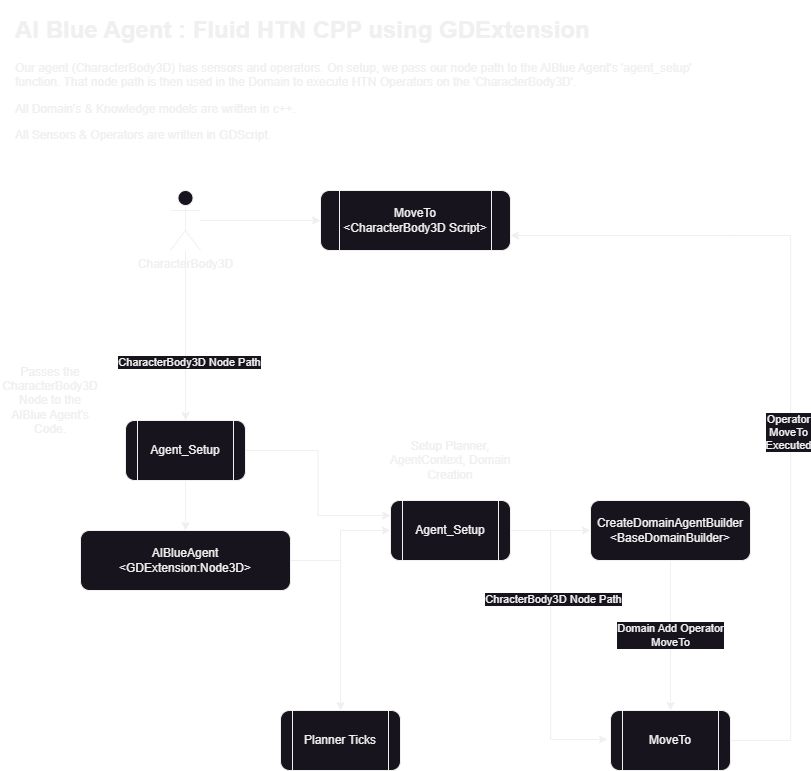 AI Blue Agent : Fluid HTN CPP using GDExtension
Our agent (CharacterBody3D) has sensors and operators. On setup, we pass our node path to the AIBlue Agent's 'agent_setup'
function. That node path is then used in the Domain to execute HTN Operators on the 'CharacterBody3D'.
All Domain's & Knowledge models are written in c++.
All Sensors & Operators are written in GDScript.
MoveTo
<CharacterBody3D Script>
CharacterBody3D
CharacterBody3D Node Path
Passes the
CharacterBody3D
Node to the
AIBlue Agent's
Code.
Operator
MoveTo
Executed
Agent_Setup
Setup Planner,
AgentContext, Domain
Creation
Agent_Setup
CreateDomainAgentBuilder
<BaseDomainBuilder>
AIBlueAgent
<GDExtension:Node3D>
ChracterBody3D Node Path
Domain Add Operator
MoveTo
Planner Ticks
MoveTo